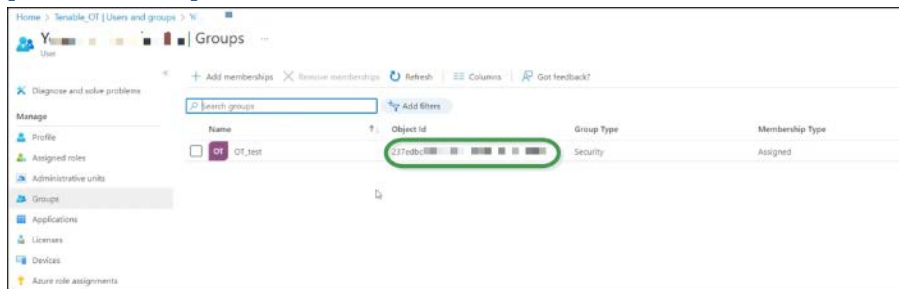 Home > Tenable_OT | Users and groups >
| Groups ...
User
Add memberships Remove memberships Refresh Columns Got feedback?
Diagnose and solve problems
Search groups Add filters
Manage
Name ↑↓ Object Id Group Type Membership Type
Profile
OT OT_test 237edbc Security Assigned
Assigned roles
Administrative units
Groups
Applications
Licenses
Devices
Azure role assignments